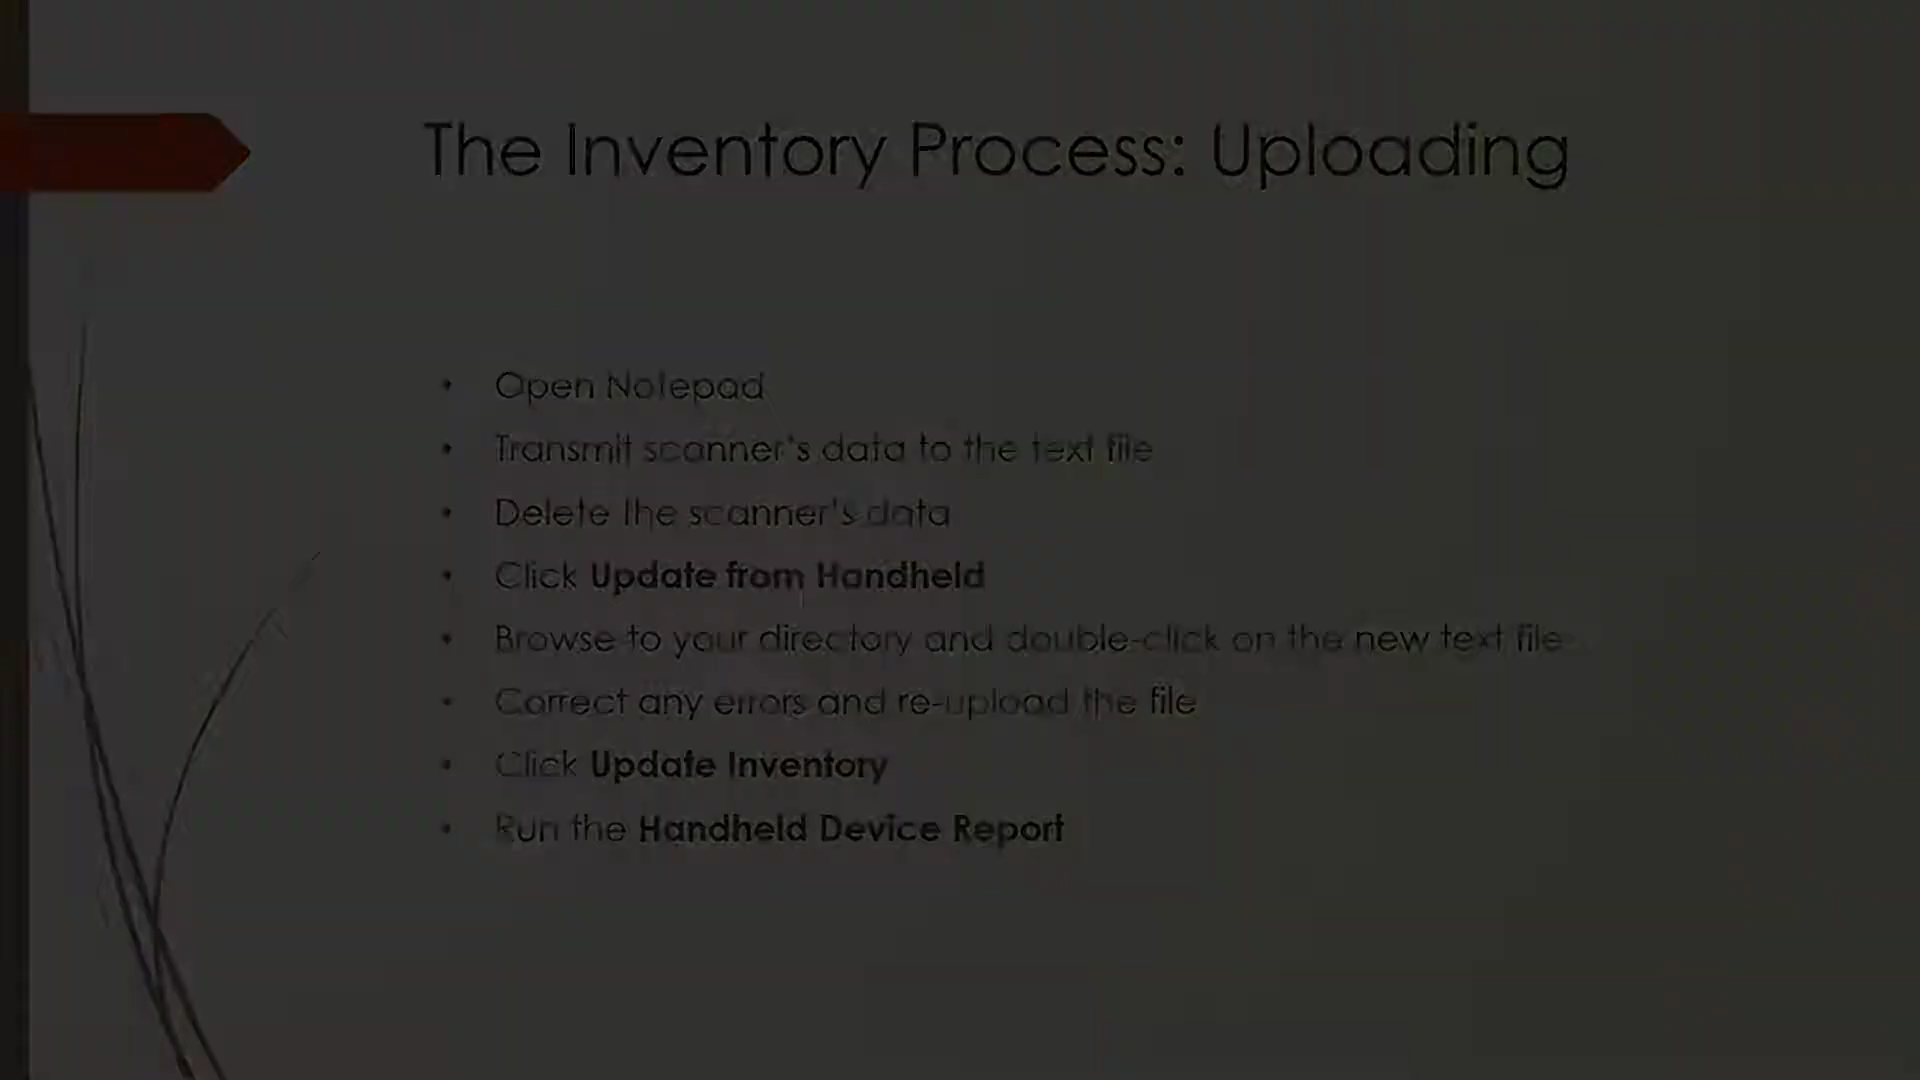 The Inventory Process: Uploading
• Open Notepad
• Transmit scanner's data to the text file
• Delete the scanner's data
• Click Update from Handheld
• Browse to your directory and double-click on the new text file
• Correct any errors and re-upload the file
• Click Update Inventory
• Run the Handheld Device Report